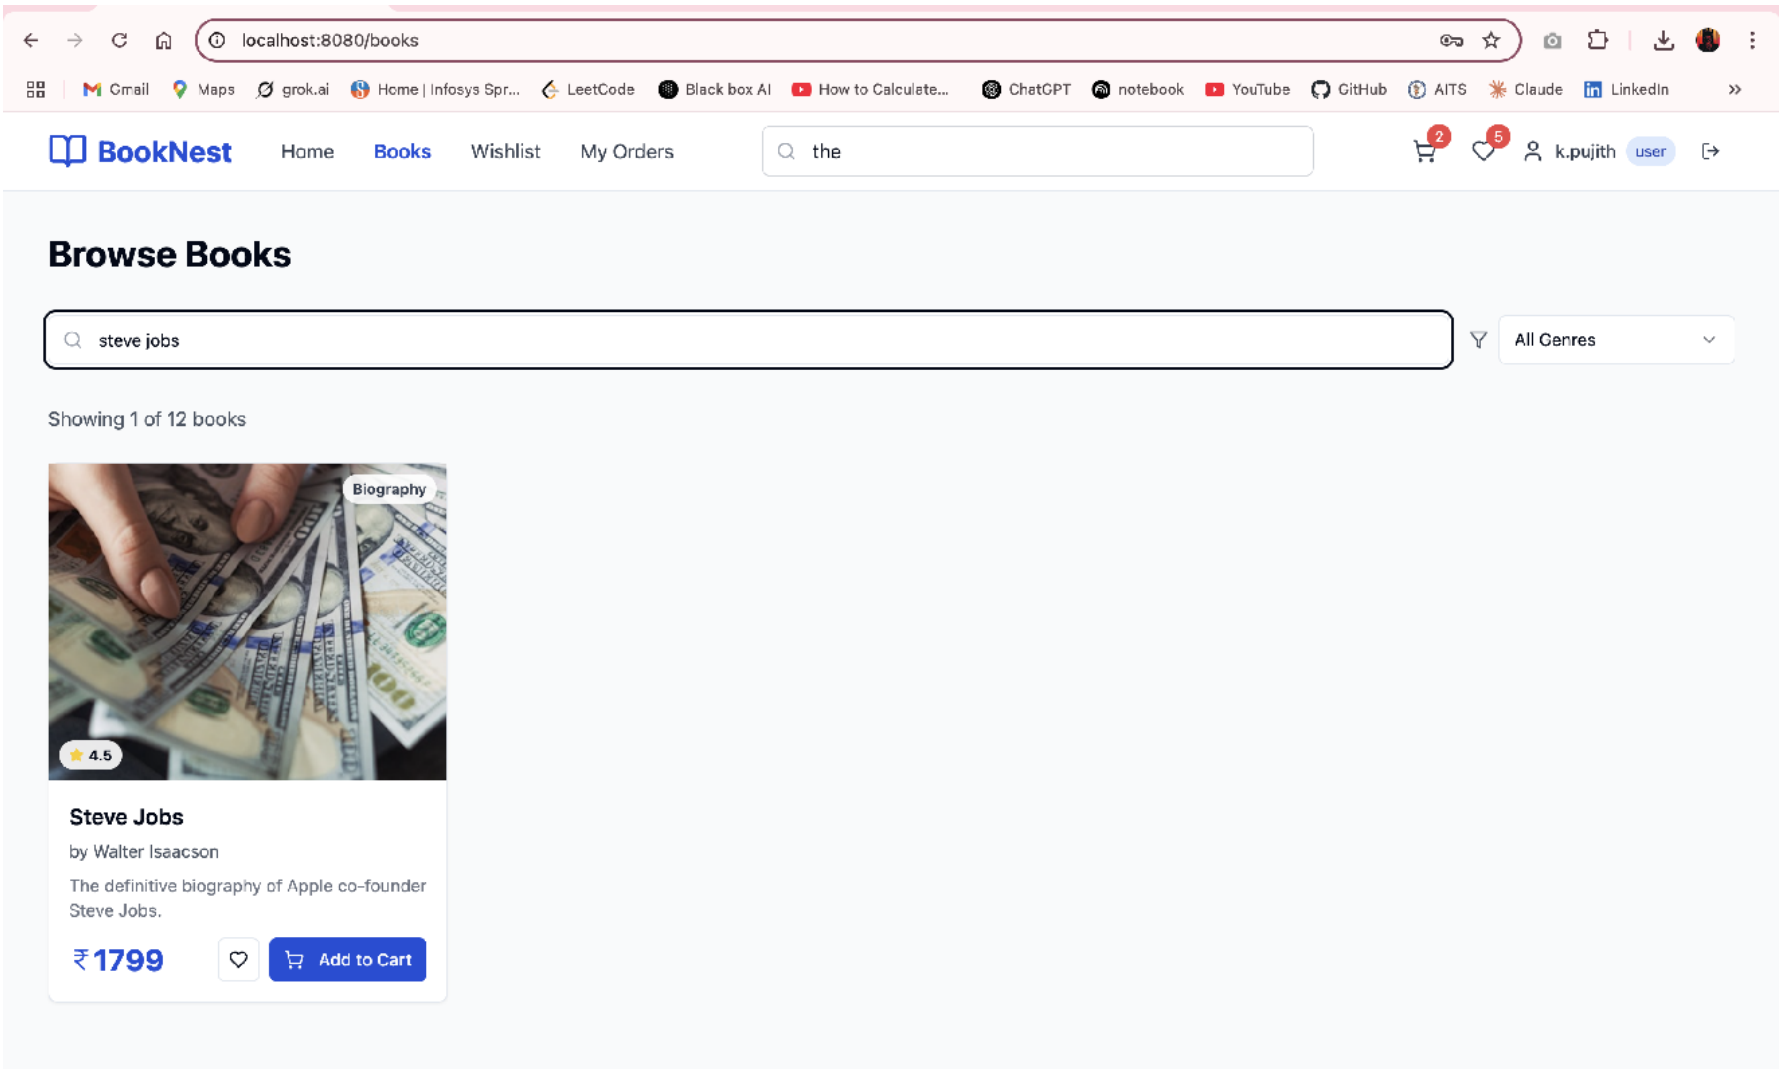 localhost:8080/books
Gmail Maps grok.ai Home | Infosys Spr... LeetCode Black box AI How to Calculate... ChatGPT notebook YouTube GitHub AITS Claude LinkedIn »
BookNest Home Books Wishlist My Orders the 2 5 k.pujith user
Browse Books
steve jobs All Genres
Showing 1 of 12 books
Biography
100
4.5
Steve Jobs
by Walter Isaacson
The definitive biography of Apple co-founder
Steve Jobs.
₹1799 Add to Cart